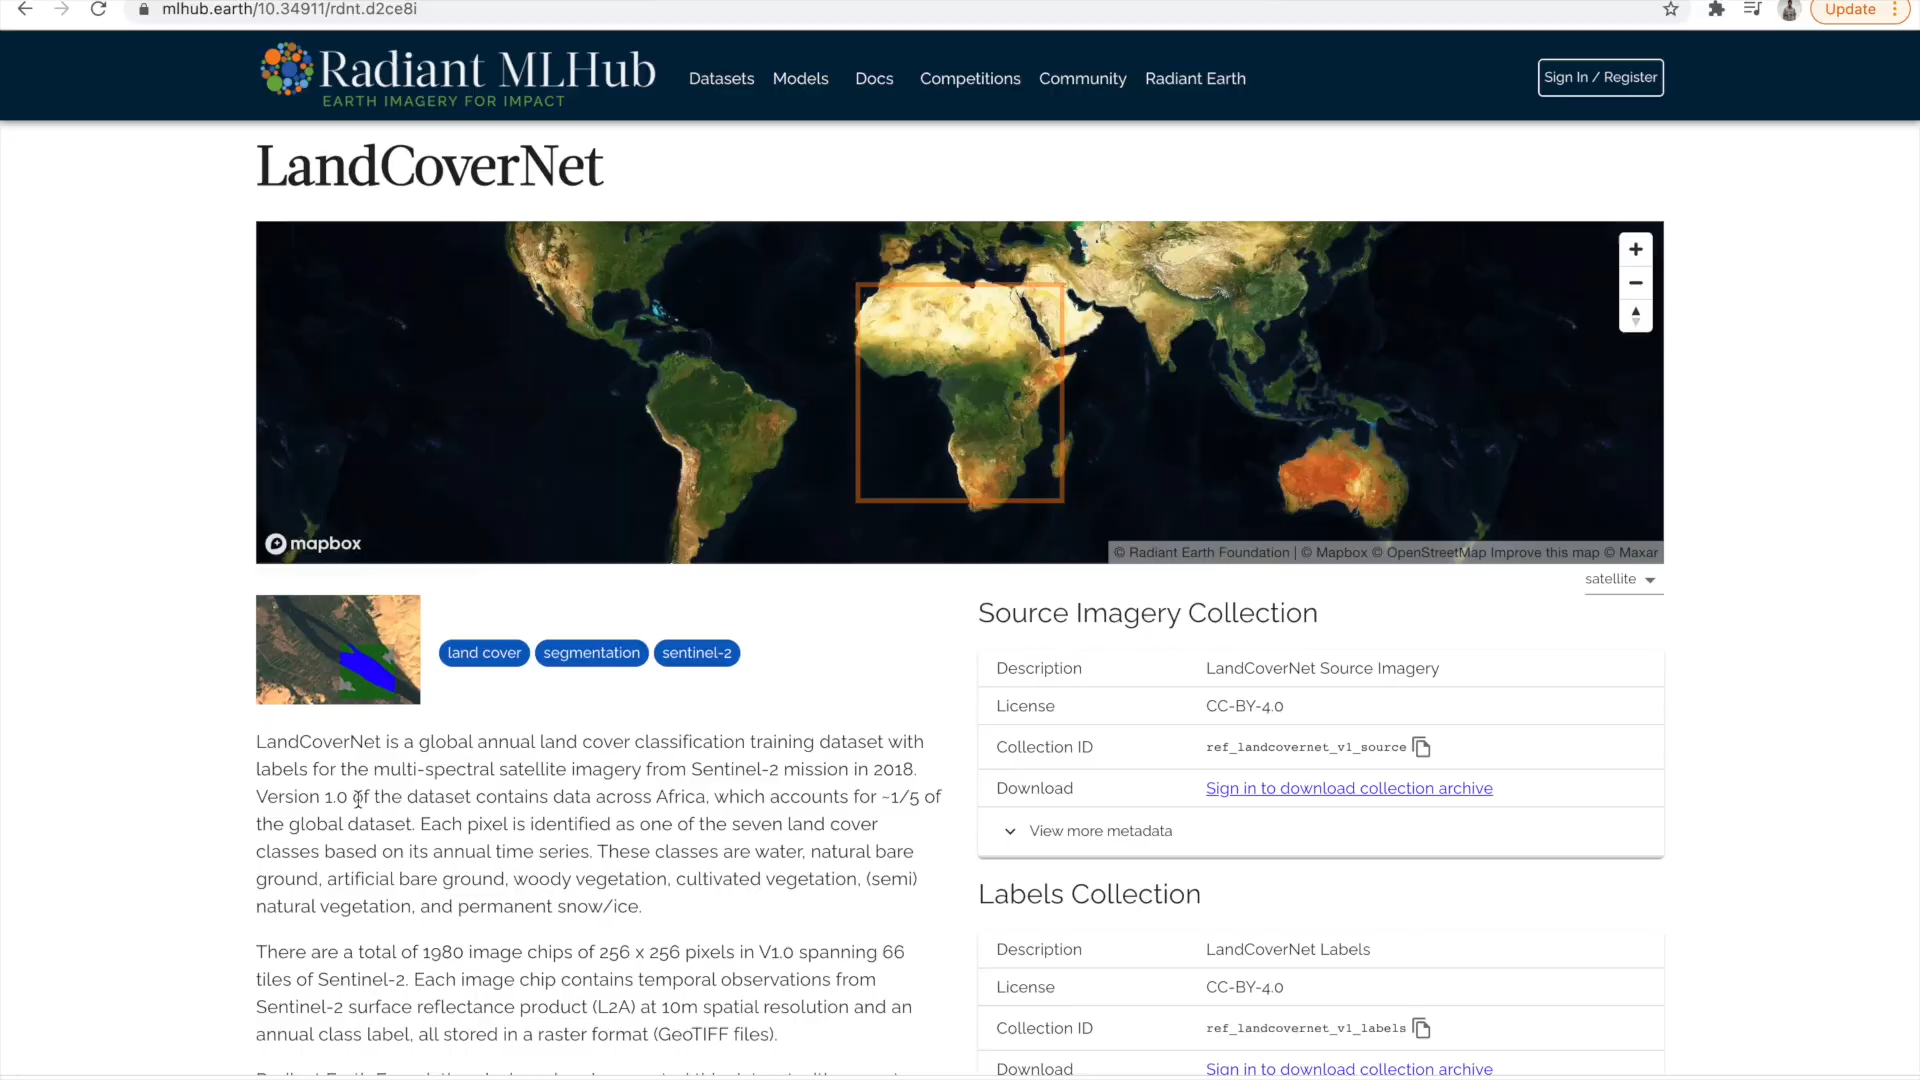 mlhub.earth/10.34911/rdnt.d2ce8i
Update
Radiant MLHub
EARTH IMAGERY FOR IMPACT
Datasets Models Docs Competitions Community Radiant Earth
Sign In / Register
LandCoverNet
mapbox
© Radiant Earth Foundation | © Mapbox © OpenStreetMap Improve this map © Maxar
satellite
land cover segmentation sentinel-2
LandCoverNet is a global annual land cover classification training dataset with
labels for the multi-spectral satellite imagery from Sentinel-2 mission in 2018.
Version 1.0 of the dataset contains data across Africa, which accounts for ~1/5 of
the global dataset. Each pixel is identified as one of the seven land cover
classes based on its annual time series. These classes are water, natural bare
ground, artificial bare ground, woody vegetation, cultivated vegetation, (semi)
natural vegetation, and permanent snow/ice.
There are a total of 1980 image chips of 256 x 256 pixels in V1.0 spanning 66
tiles of Sentinel-2. Each image chip contains temporal observations from
Sentinel-2 surface reflectance product (L2A) at 10m spatial resolution and an
annual class label, all stored in a raster format (GeoTIFF files).
Source Imagery Collection
Description LandCoverNet Source Imagery
License CC-BY-4.0
Collection ID ref_landcovernet_v1_source
Download Sign in to download collection archive
View more metadata
Labels Collection
Description LandCoverNet Labels
License CC-BY-4.0
Collection ID ref_landcovernet_v1_labels
Download Sign in to download collection archive